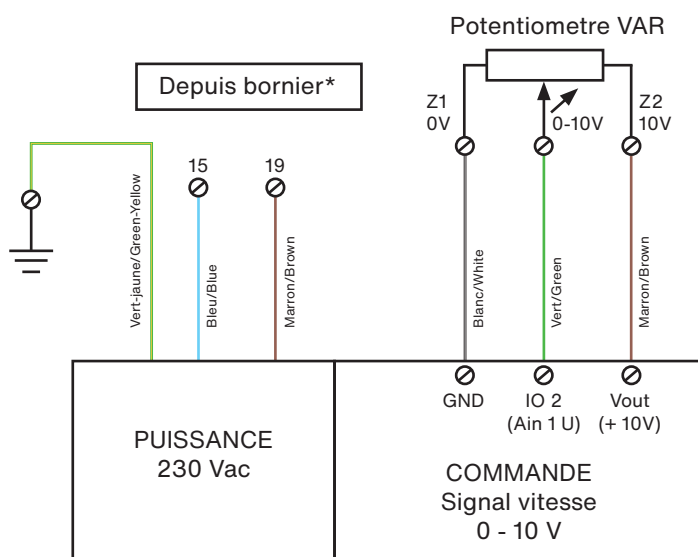 Potentiometre VAR
Depuis bornier*
Z1
0V
0-10V
Z2
10V
15
19
Vert-jaune/Green-Yellow
Bleu/Blue
Marron/Brown
Blanc/White
Vert/Green
Marron/Brown
GND
IO 2
(Ain 1 U)
Vout
(+ 10V)
PUISSANCE
230 Vac
COMMANDE
Signal vitesse
0 - 10 V